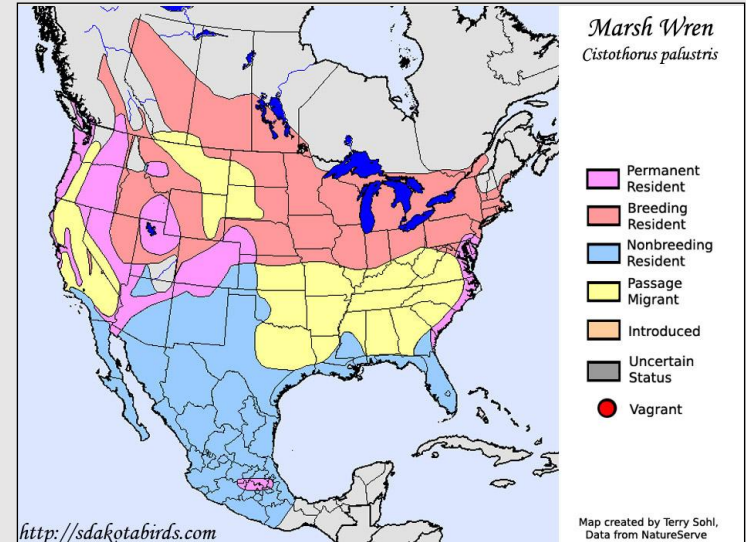 Marsh Wren
Cistothorus palustris
Permanent
Resident
Breeding
Resident
Nonbreeding
Resident
Passage
Migrant
Introduced
Uncertain
Status
Vagrant
http://sdakotabirds.com
Map created by Terry Sohl,
Data from NatureServe